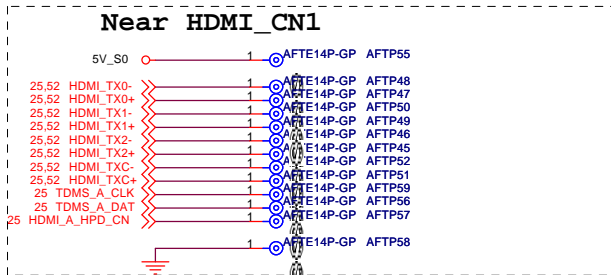 Near HDMI_CN1
5V_S0 1 AFTE14P-GP AFTP55
25,52 HDMI_TX0- 1 AFTE14P-GP AFTP48
25,52 HDMI_TX0+ 1 AFTE14P-GP AFTP47
25,52 HDMI_TX1- 1 AFTE14P-GP AFTP50
25,52 HDMI_TX1+ 1 AFTE14P-GP AFTP49
25,52 HDMI_TX2- 1 AFTE14P-GP AFTP46
25,52 HDMI_TX2+ 1 AFTE14P-GP AFTP45
25,52 HDMI_TXC- 1 AFTE14P-GP AFTP52
25,52 HDMI_TXC+ 1 AFTE14P-GP AFTP51
25 TDMS_A_CLK 1 AFTE14P-GP AFTP59
25 TDMS_A_DAT 1 AFTE14P-GP AFTP56
25 HDMI_A_HPD_CN 1 AFTE14P-GP AFTP57
1 AFTE14P-GP AFTP58